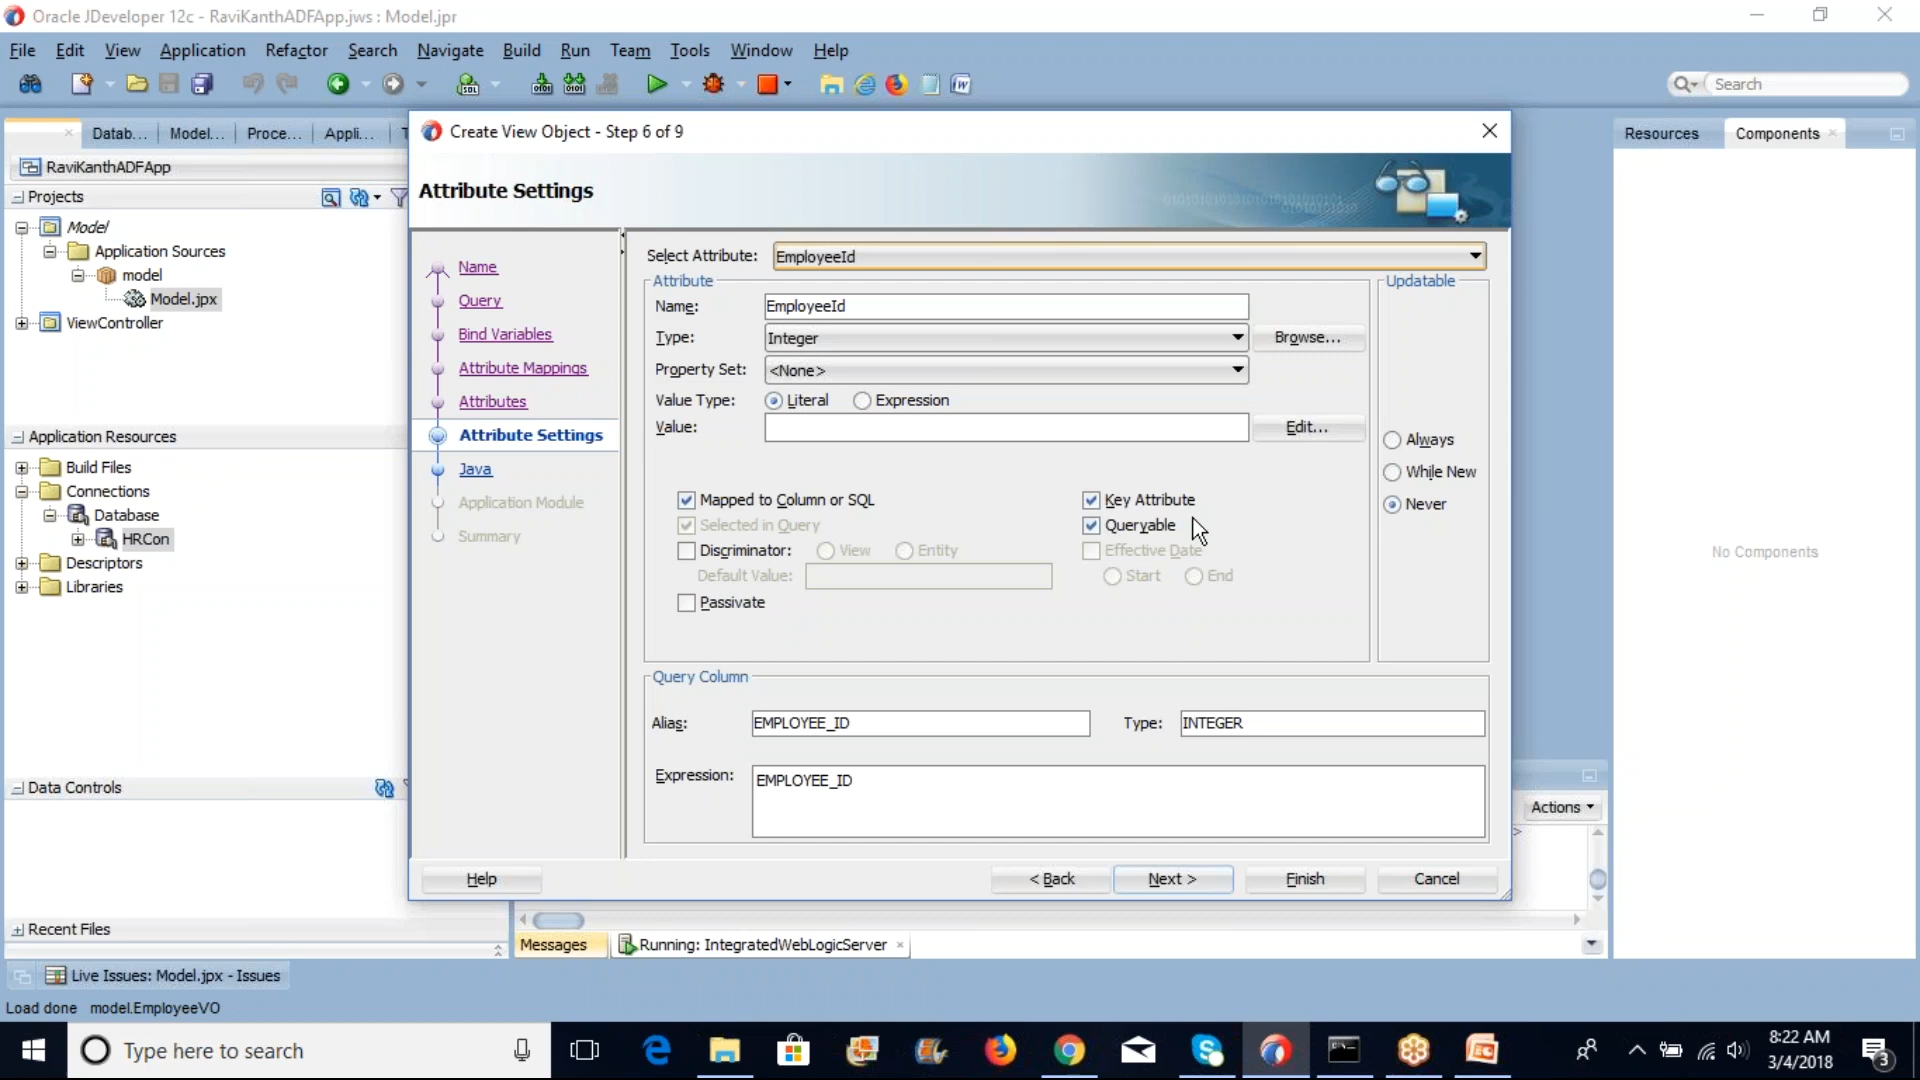 Oracle JDeveloper 12c - RaviKanthADFApp.jws : Model.jpr
File Edit View Application Refactor Search Navigate Build Run Team Tools Window Help
Search
Datab... Model... Proce... Appli...
RaviKanthADFApp
Projects
Model
Application Sources
model
Model.jpx
ViewController
Application Resources
Build Files
Connections
Database
HRCon
Descriptors
Libraries
Data Controls
Recent Files
Create View Object - Step 6 of 9
Attribute Settings
Name
Query
Bind Variables
Attribute Mappings
Attributes
Attribute Settings
Java
Application Module
Summary
Select Attribute: EmployeeId
Attribute
Name: EmployeeId
Type: Integer Browse...
Property Set: <None>
Value Type: Literal Expression
Value: Edit...
Mapped to Column or SQL Key Attribute
Selected in Query Queryable
Discriminator: View Entity Effective Date
Default Value: Start End
Passivate
Updatable
Always
While New
Never
Query Column
Alias: EMPLOYEE_ID Type: INTEGER
Expression: EMPLOYEE_ID
Help < Back Next > Finish Cancel
Resources Components
No Components
Actions
Messages Running: IntegratedWebLogicServer
Live Issues: Model.jpx - Issues
Load done model.EmployeeVO
Type here to search
8:22 AM
3/4/2018
3